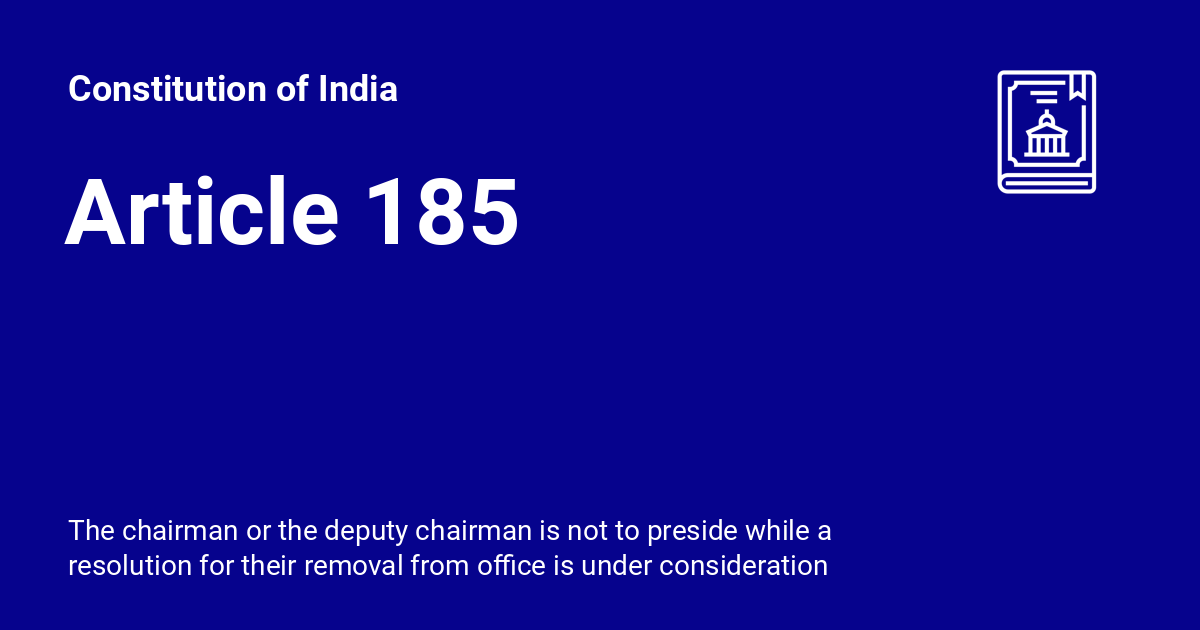 Constitution of India
Article 185
The chairman or the deputy chairman is not to preside while a
resolution for their removal from office is under consideration